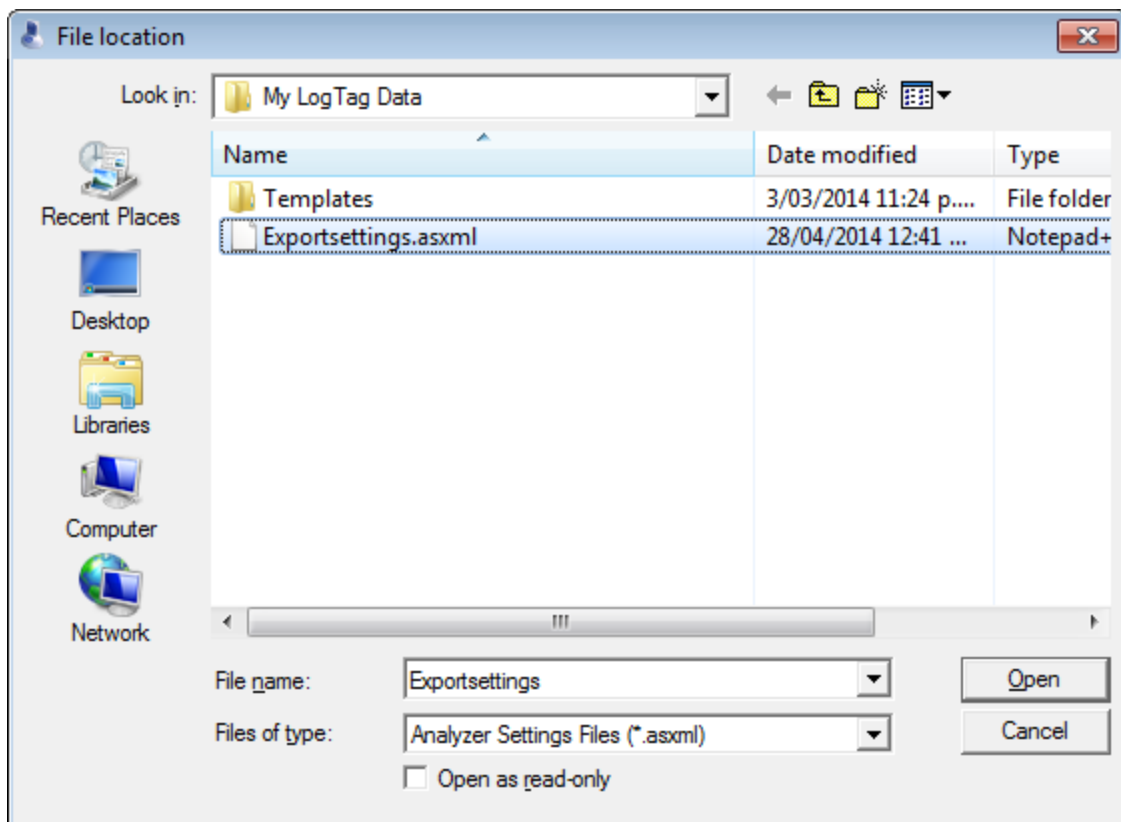 File location
Look in: My LogTag Data
Name Date modified Type
Templates 3/03/2014 11:24 p.... File folder
Exportsettings.asxml 28/04/2014 12:41 ... Notepad+
Recent Places
Desktop
Libraries
Computer
Network
File name: Exportsettings Open
Files of type: Analyzer Settings Files (*.asxml) Cancel
Open as read-only